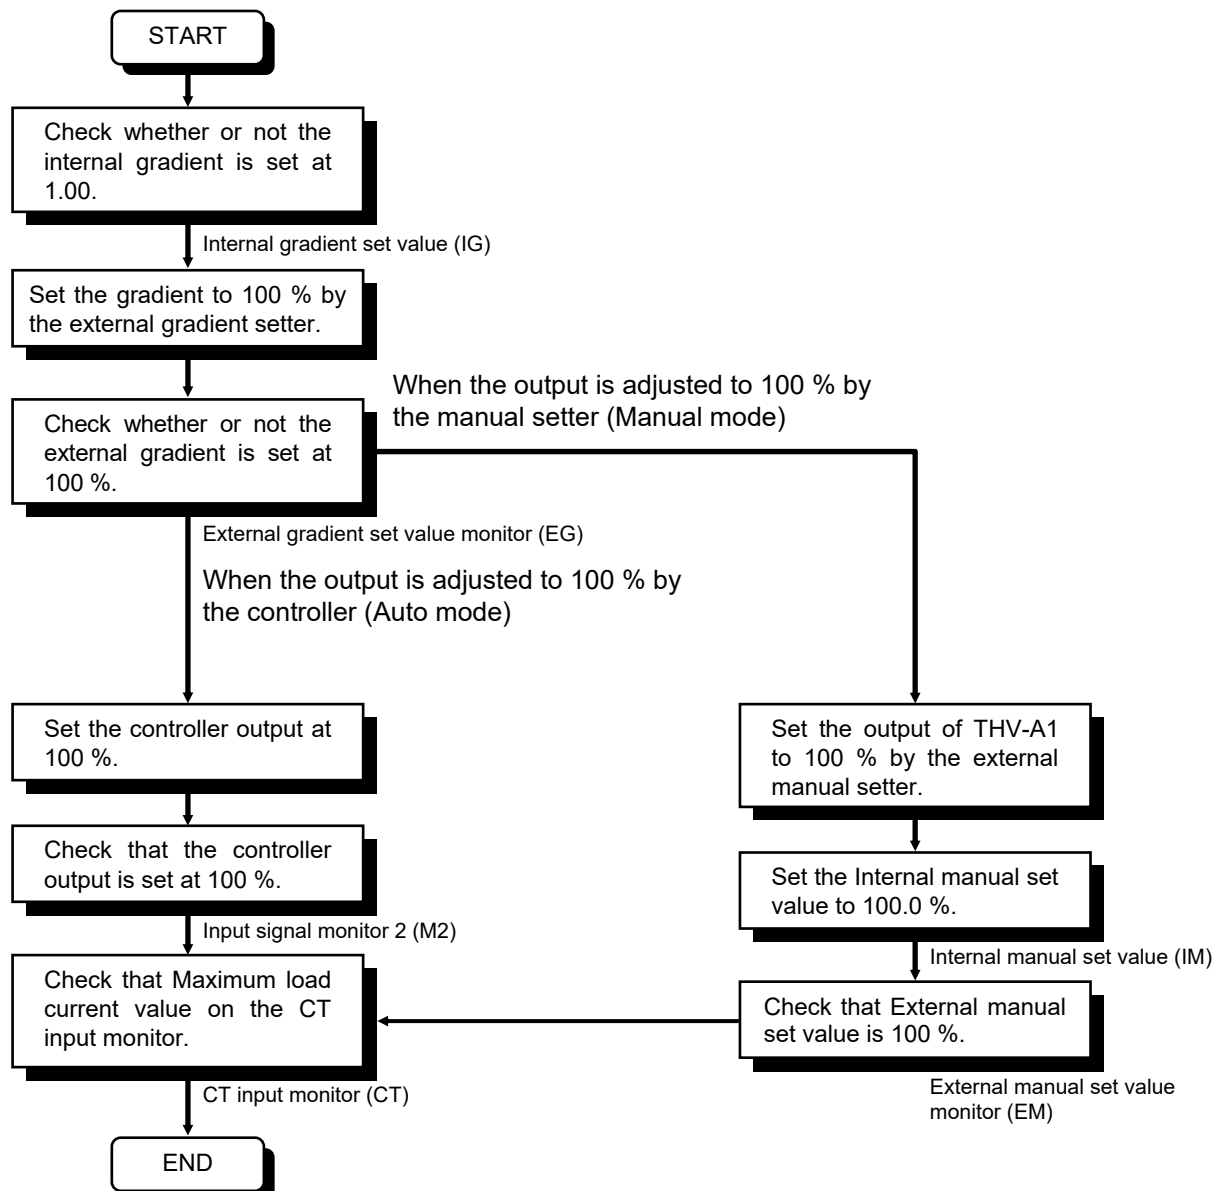 START
Check whether or not the
internal gradient is set at
1.00.
Internal gradient set value (IG)
Set the gradient to 100 % by
the external gradient setter.
Check whether or not the
external gradient is set at
100 %.
When the output is adjusted to 100 % by
the manual setter (Manual mode)
External gradient set value monitor (EG)
When the output is adjusted to 100 % by
the controller (Auto mode)
Set the controller output at
100 %.
Check that the controller
output is set at 100 %.
Input signal monitor 2 (M2)
Set the output of THV-A1
to 100 % by the external
manual setter.
Set the Internal manual set
value to 100.0 %.
Internal manual set value (IM)
Check that External manual
set value is 100 %.
External manual set value
monitor (EM)
Check that Maximum load
current value on the CT
input monitor.
CT input monitor (CT)
END